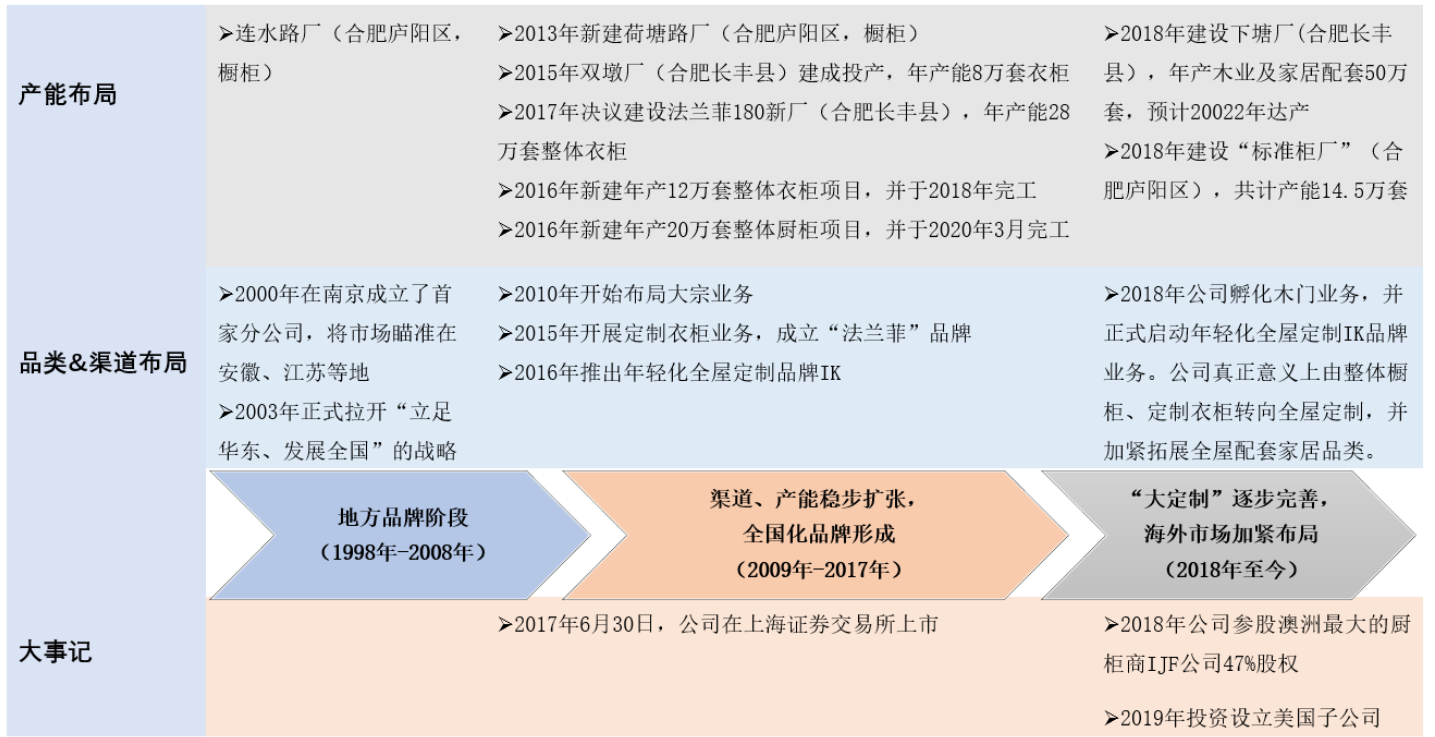 产能布局
➢连水路厂（合肥庐阳区，
橱柜）
➢2013年新建荷塘路厂（合肥庐阳区，橱柜）
➢2015年双墩厂（合肥长丰县）建成投产，年产能8万套衣柜
➢2017年决议建设法兰菲180新厂（合肥长丰县），年产能28
万套整体衣柜
➢2016年新建年产12万套整体衣柜项目，并于2018年完工
➢2016年新建年产20万套整体厨柜项目，并于2020年3月完工
➢2018年建设下塘厂(合肥长丰
县），年产木业及家居配套50万
套，预计20022年达产
➢2018年建设“标准柜厂”（合
肥庐阳区），共计产能14.5万套
品类&渠道布局
➢2000年在南京成立了首
家分公司，将市场瞄准在
安徽、江苏等地
➢2003年正式拉开“立足
华东、发展全国”的战略
➢2010年开始布局大宗业务
➢2015年开展定制衣柜业务，成立“法兰菲”品牌
➢2016年推出年轻化全屋定制品牌IK
➢2018年公司孵化木门业务，并
正式启动年轻化全屋定制IK品牌
业务。公司真正意义上由整体橱
柜、定制衣柜转向全屋定制，并
加紧拓展全屋配套家居品类。
地方品牌阶段
（1998年-2008年）
渠道、产能稳步扩张，
全国化品牌形成
（2009年-2017年）
“大定制”逐步完善，
海外市场加紧布局
（2018年至今）
大事记
➢2017年6月30日，公司在上海证券交易所上市
➢2018年公司参股澳洲最大的厨
柜商IJF公司47%股权
➢2019年投资设立美国子公司